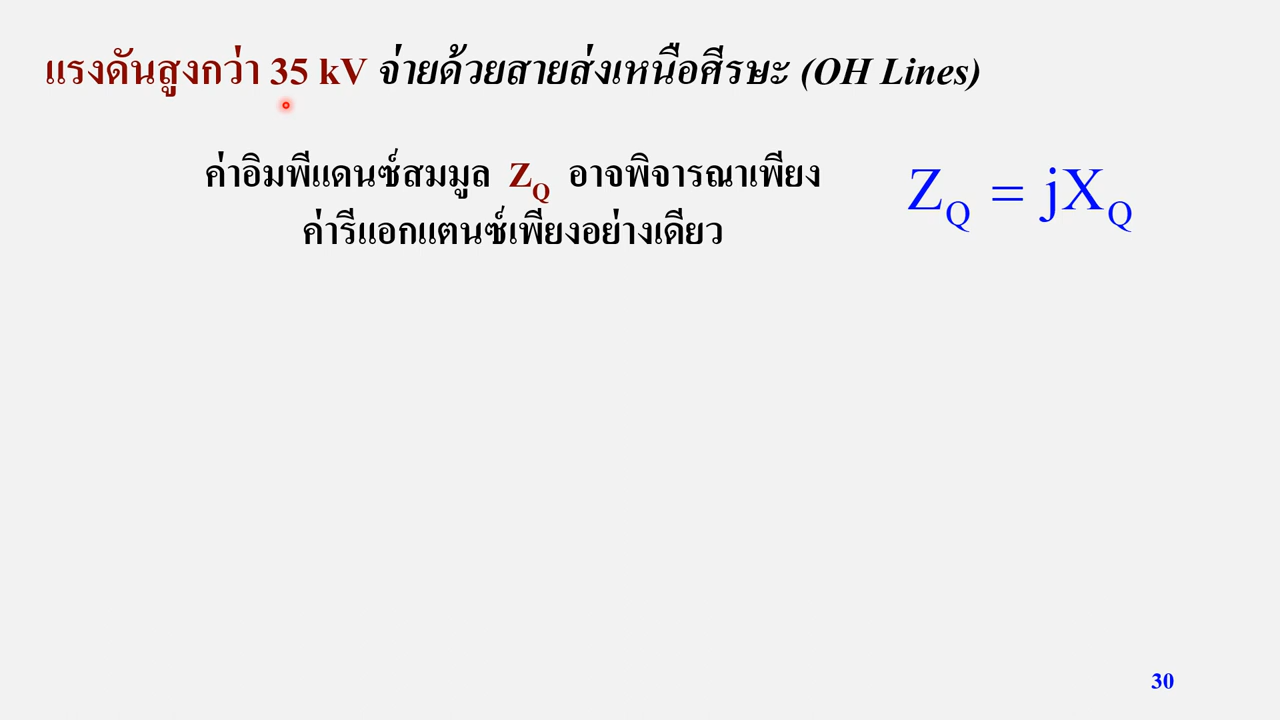 แรงดันสูงกว่า 35 kV จ่ายด้วยสายส่งเหนือศีรษะ (OH Lines)
ค่าอิมพีแดนซ์สมมูล Z_Q อาจพิจารณาเพียง
ค่ารีแอกแตนซ์เพียงอย่างเดียว
Z_Q = jX_Q
30